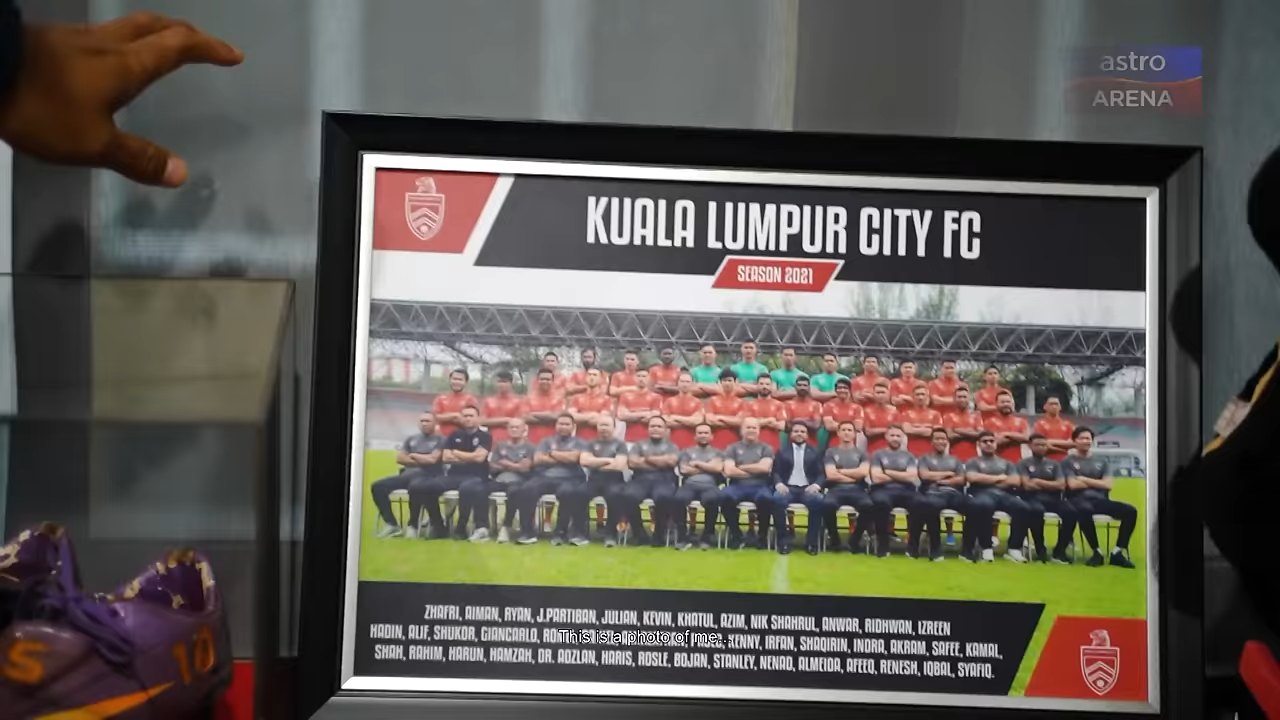 astro
ARENA
KUALA LUMPUR CITY FC
SEASON 2021
ZHAFRI, AIMAN, RYAN, J.PARTIBAN, JULIAN, KEVIN, KHATUL, AZIM, NIK SHAHRUL, ANWAR, RIDHWAN, IZREEN
HADIN, ALIF, SHUKOR, GIANCARLO, KENNY, IRFAN, SHAQIRIN, INDRA, AKRAM, SAFEE, KAMAL,
This is a photo of me...
SHAH, RAHIM, HARUN, HAMZAH, DR. ADZLAN, HARIS, ROSLE, BOJAN, STANLEY, NENAD, ALMEIDA, AFEEQ, RENESH, IQBAL, SYAFIQ.
S
10